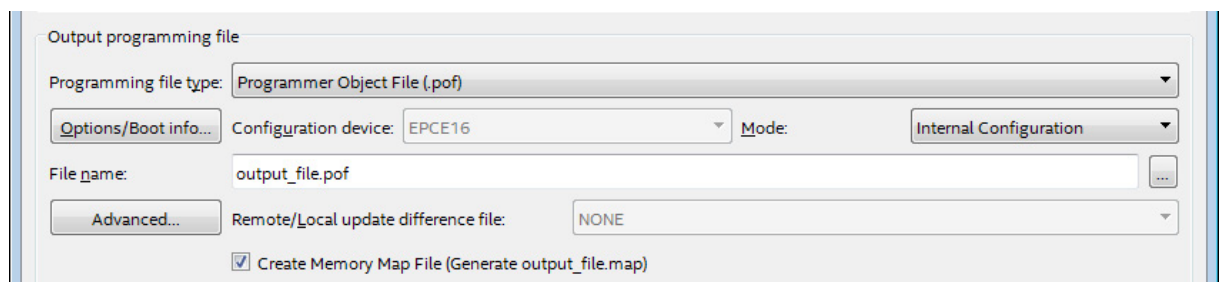 Output programming file
Programming file type: Programmer Object File (.pof)
Options/Boot info... Configuration device: EPCE16 Mode: Internal Configuration
File name: output_file.pof ...
Advanced... Remote/Local update difference file: NONE
Create Memory Map File (Generate output_file.map)